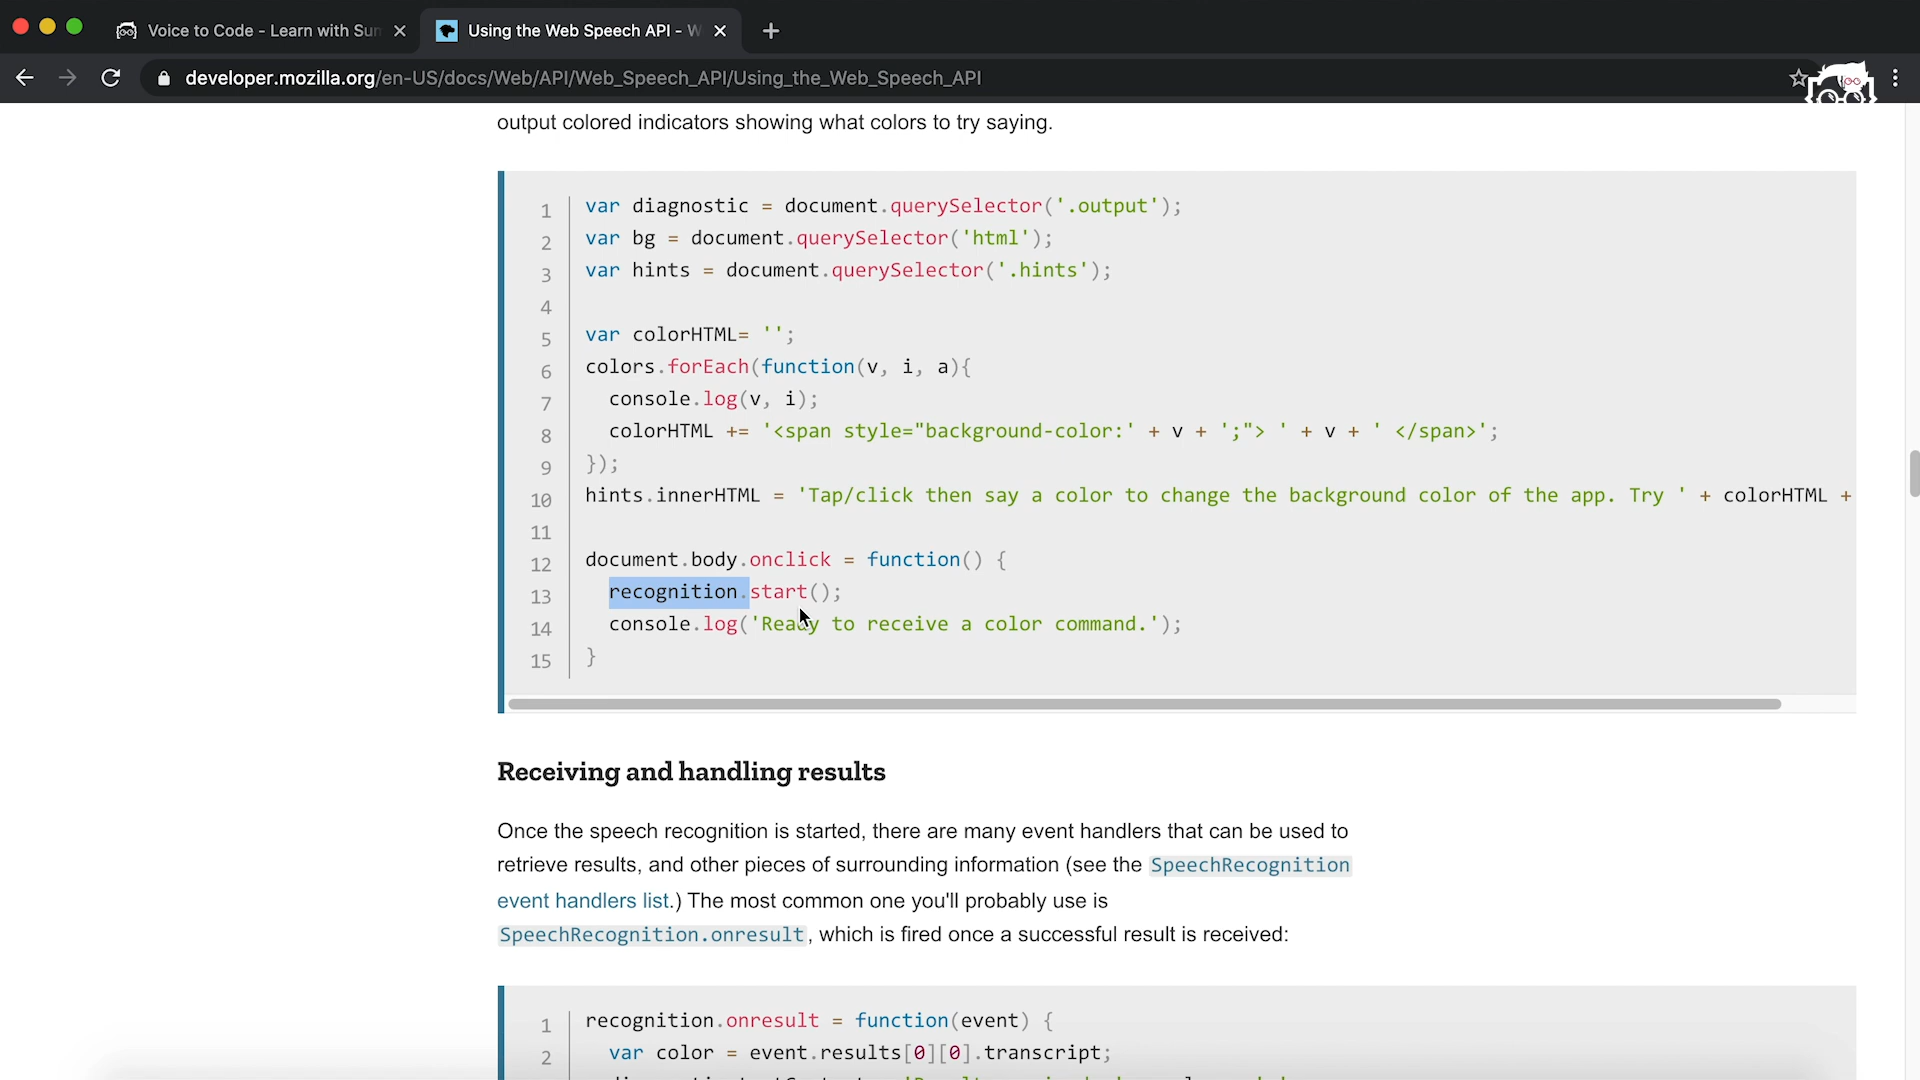 Voice to Code - Learn with Sum
Using the Web Speech API - W
developer.mozilla.org/en-US/docs/Web/API/Web_Speech_API/Using_the_Web_Speech_API
output colored indicators showing what colors to try saying.
1 var diagnostic = document.querySelector('.output');
2 var bg = document.querySelector('html');
3 var hints = document.querySelector('.hints');
4
5 var colorHTML= '';
6 colors.forEach(function(v, i, a){
7 console.log(v, i);
8 colorHTML += '<span style="background-color:' + v + ';"> ' + v + ' </span>';
9 });
10 hints.innerHTML = 'Tap/click then say a color to change the background color of the app. Try ' + colorHTML +
11
12 document.body.onclick = function() {
13 recognition.start();
14 console.log('Ready to receive a color command.');
15 }
Receiving and handling results
Once the speech recognition is started, there are many event handlers that can be used to
retrieve results, and other pieces of surrounding information (see the SpeechRecognition
event handlers list.) The most common one you'll probably use is
SpeechRecognition.onresult, which is fired once a successful result is received:
1 recognition.onresult = function(event) {
2 var color = event.results[0][0].transcript;